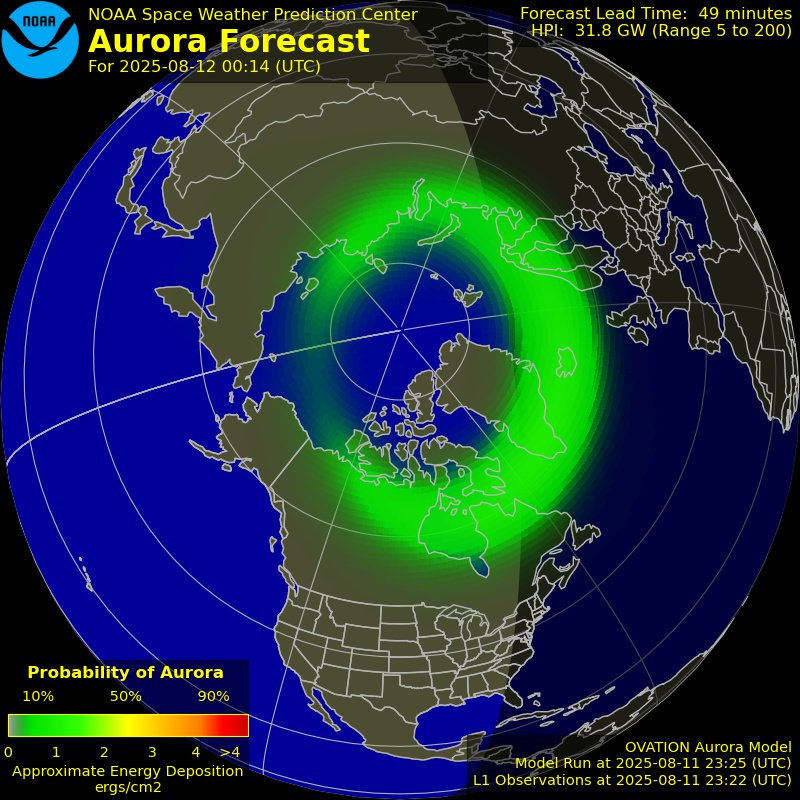 NOAA
NOAA Space Weather Prediction Center
Aurora Forecast
For 2025-08-12 00:14 (UTC)
Forecast Lead Time: 49 minutes
HPI: 31.8 GW (Range 5 to 200)
Probability of Aurora
10% 50% 90%
0 1 2 3 4 >4
Approximate Energy Deposition
ergs/cm2
OVATION Aurora Model
Model Run at 2025-08-11 23:25 (UTC)
L1 Observations at 2025-08-11 23:22 (UTC)